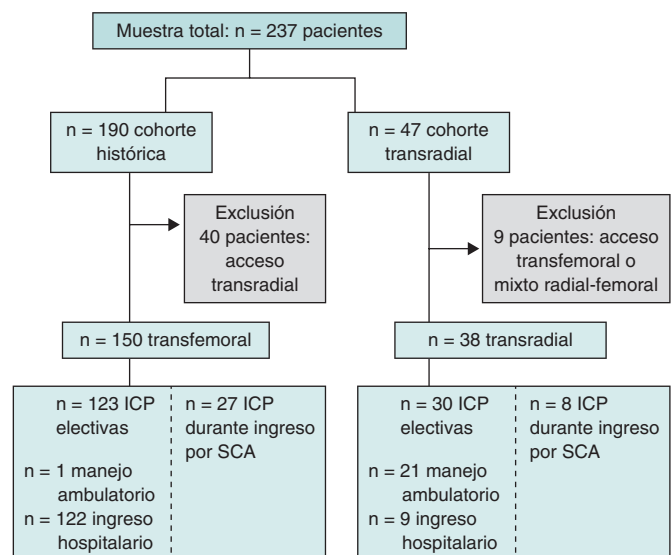 Muestra total: n = 237 pacientes
n = 190 cohorte
histórica
n = 47 cohorte
transradial
Exclusión
40 pacientes:
acceso
transradial
Exclusión
9 pacientes: acceso
transfemoral o
mixto radial-femoral
n = 150 transfemoral
n = 38 transradial
n = 123 ICP
electivas
n = 1 manejo
ambulatorio
n = 122 ingreso
hospitalario
n = 27 ICP
durante ingreso
por SCA
n = 30 ICP
electivas
n = 21 manejo
ambulatorio
n = 9 ingreso
hospitalario
n = 8 ICP
durante ingreso
por SCA